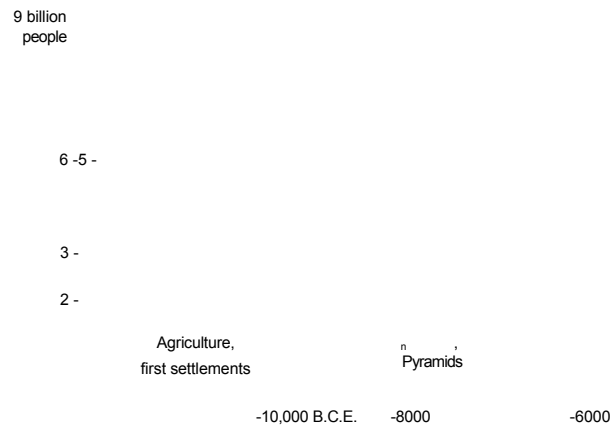 9 billion
people
6 -5 -
3 -
2 -
Agriculture,
first settlements
n ,
Pyramids
-10,000 B.C.E. -8000 -6000